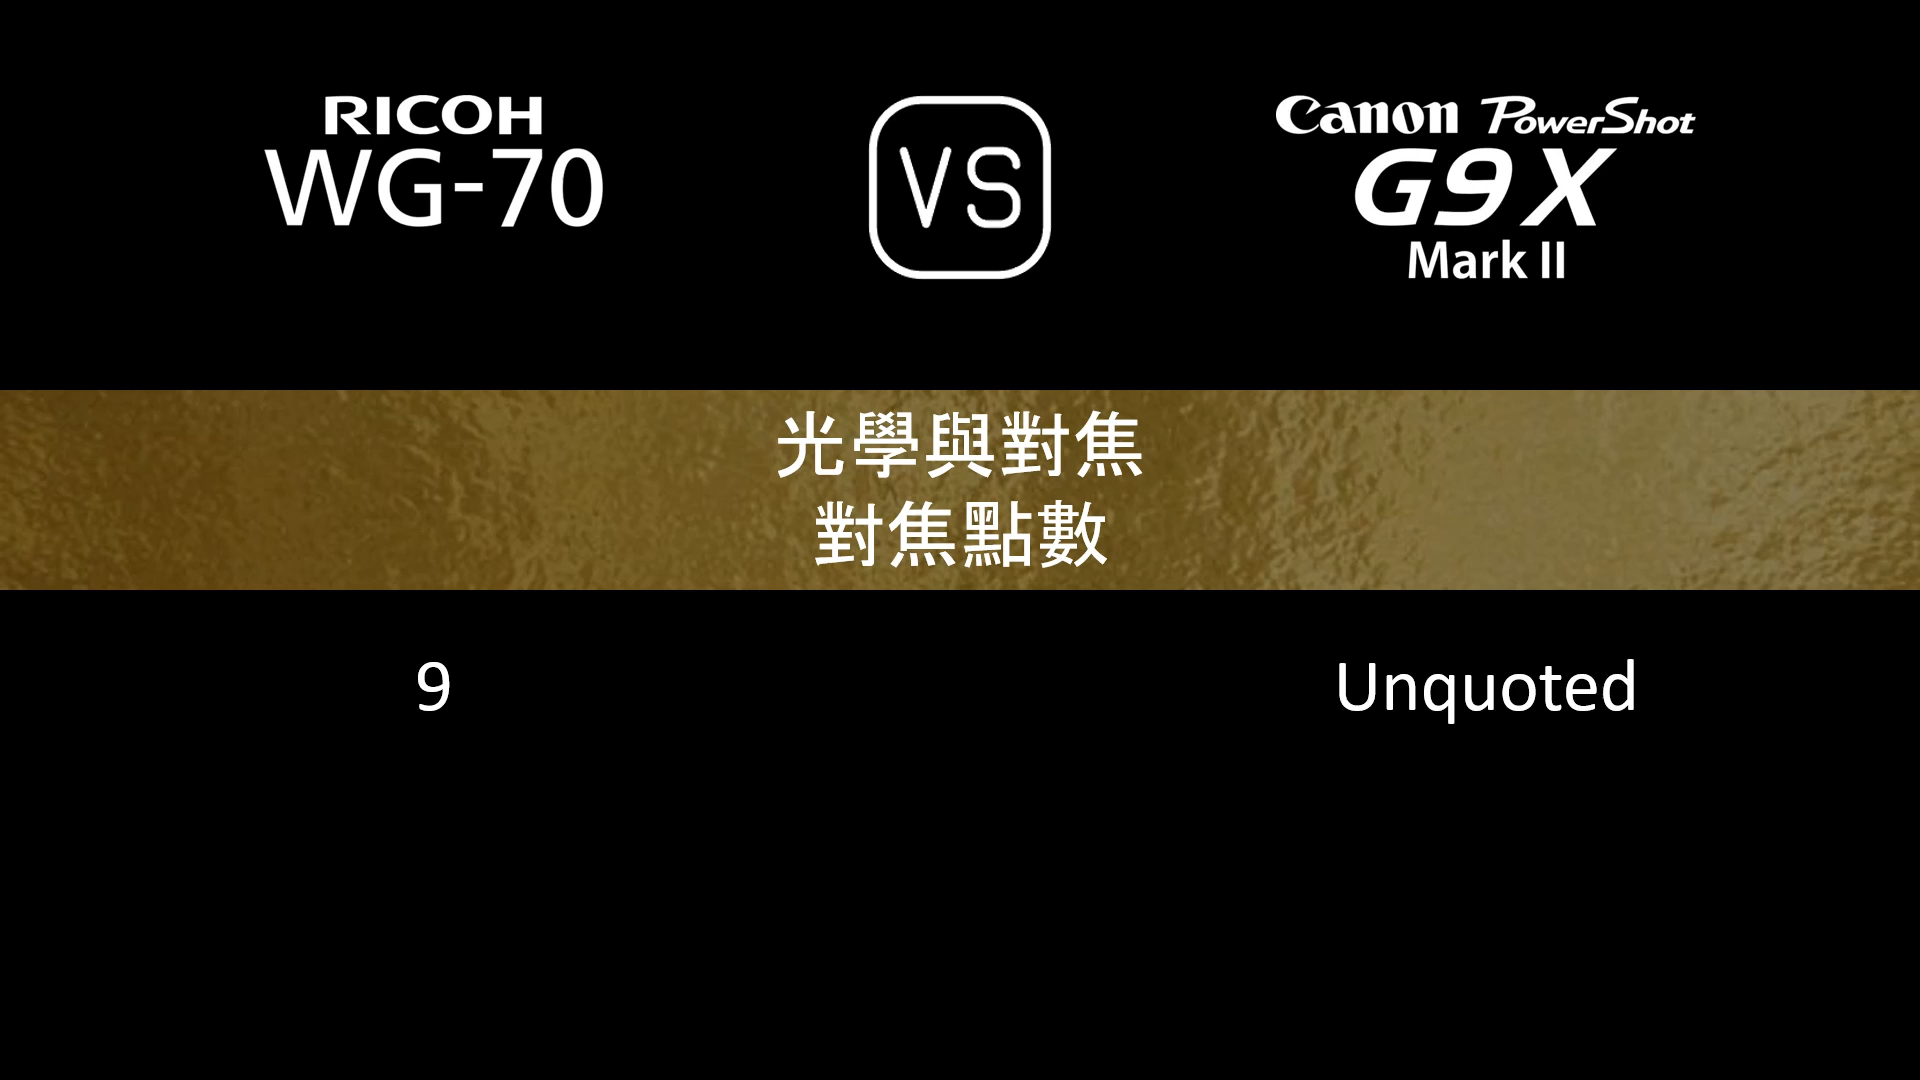 RICOH
WG-70
VS
Canon PowerShot
G9 X
Mark II
光學與對焦
對焦點數
9
Unquoted